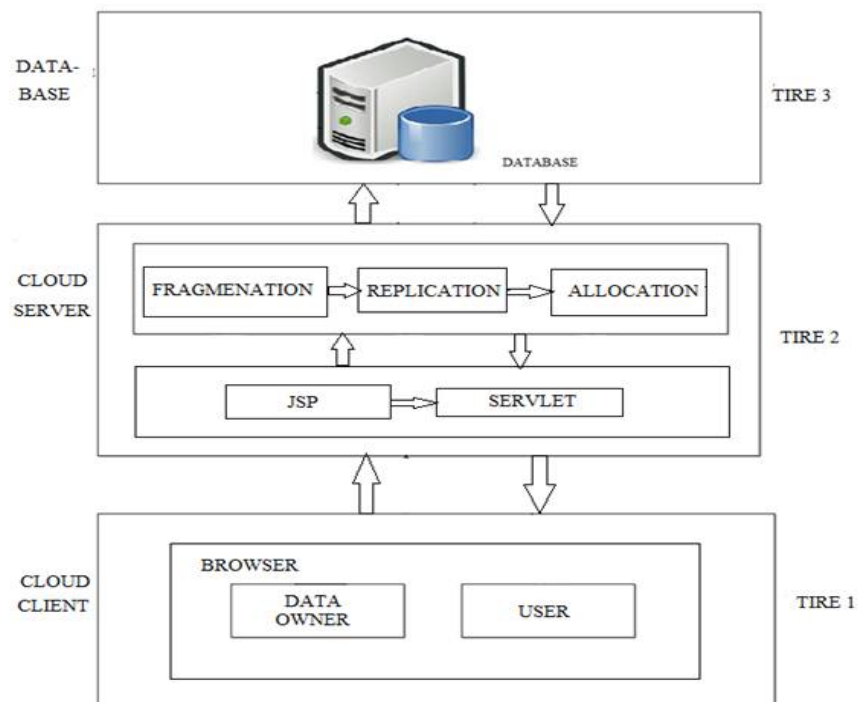 DATA-
BASE
TIRE 3
DATABASE
CLOUD
SERVER
FRAGMENATION
REPLICATION
ALLOCATION
TIRE 2
JSP
SERVLET
CLOUD
CLIENT
BROWSER
DATA
OWNER
USER
TIRE 1